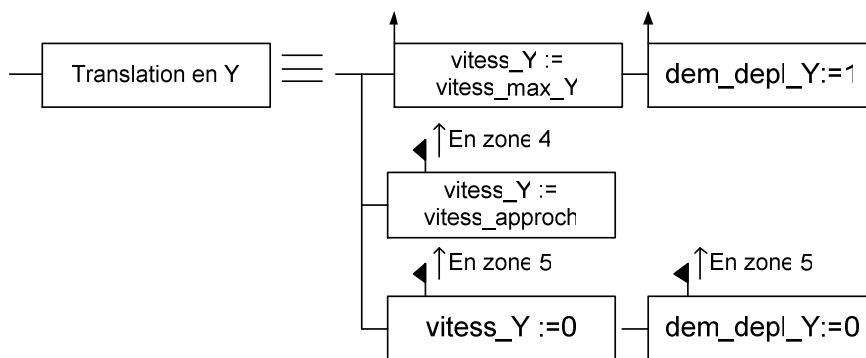 Translation en Y
vitess_Y :=
vitess_max_Y
dem_depl_Y:=1
↑En zone 4
vitess_Y :=
vitess_approch
↑En zone 5
↑En zone 5
vitess_Y :=0
dem_depl_Y:=0